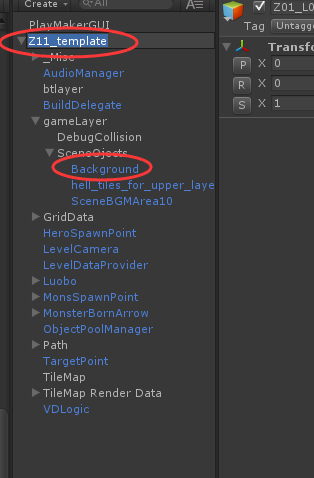 Create All
PlayMakerGUI
Z11_template
_Misc
AudioManager
btlayer
BuildDelegate
gameLayer
DebugCollision
SceneOjects
Background
hell_tiles_for_upper_laye
SceneBGMArea10
GridData
HeroSpawnPoint
LevelCamera
LevelDataProvider
Luobo
MonsSpawnPoint
MonsterBornArrow
ObjectPoolManager
Path
TargetPoint
TileMap
TileMap Render Data
VDLogic
Z01_L0
Tag Untagge
Transfo
P X 0
R X 0
S X 1